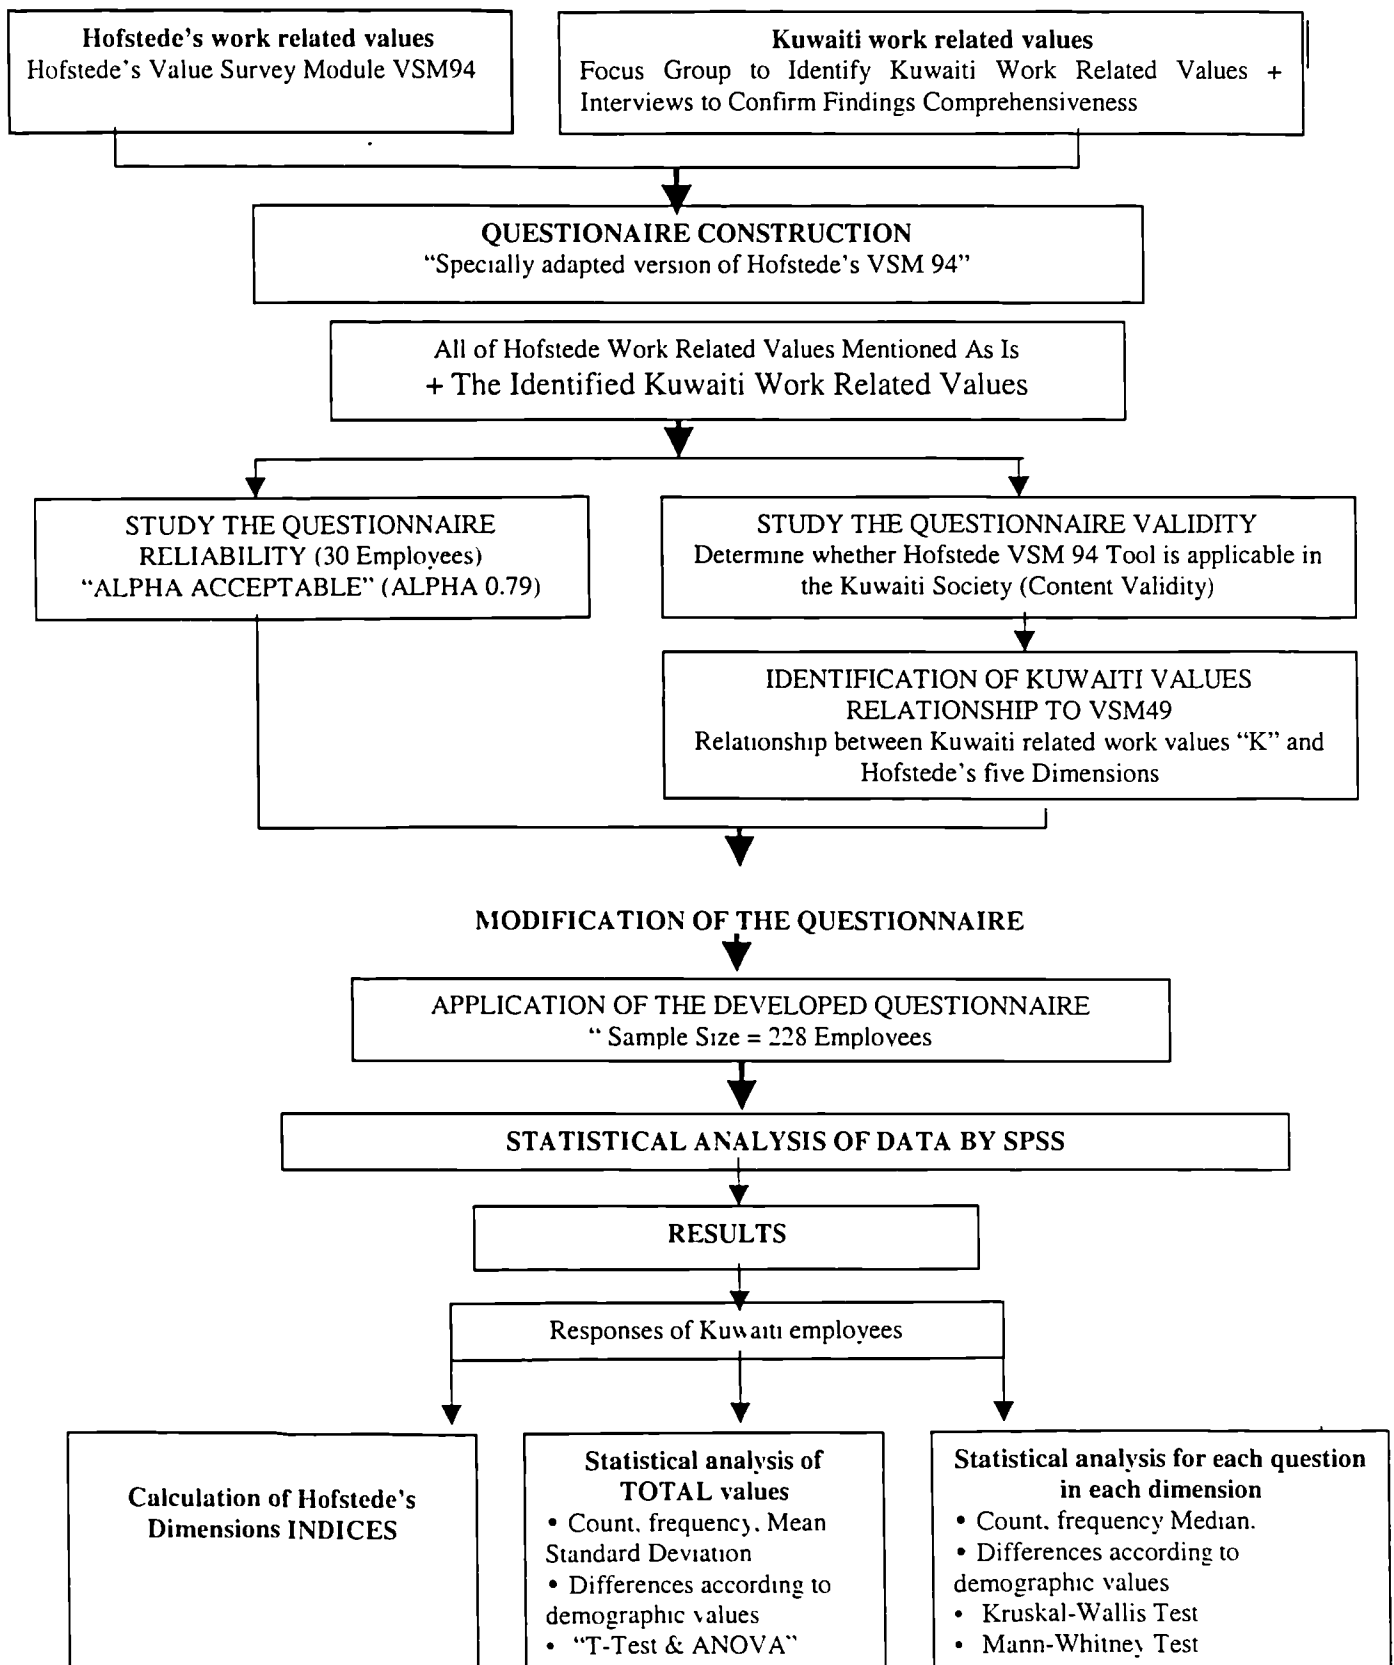 Hofstede's work related values
Hofstede's Value Survey Module VSM94
Kuwaiti work related values
Focus Group to Identify Kuwaiti Work Related Values +
Interviews to Confirm Findings Comprehensiveness
QUESTIONAIRE CONSTRUCTION
“Specially adapted version of Hofstede's VSM 94”
All of Hofstede Work Related Values Mentioned As Is
+ The Identified Kuwaiti Work Related Values
STUDY THE QUESTIONNAIRE
RELIABILITY (30 Employees)
“ALPHA ACCEPTABLE” (ALPHA 0.79)
STUDY THE QUESTIONNAIRE VALIDITY
Determine whether Hofstede VSM 94 Tool is applicable in
the Kuwaiti Society (Content Validity)
IDENTIFICATION OF KUWAITI VALUES
RELATIONSHIP TO VSM49
Relationship between Kuwaiti related work values “K” and
Hofstede's five Dimensions
MODIFICATION OF THE QUESTIONNAIRE
APPLICATION OF THE DEVELOPED QUESTIONNAIRE
“ Sample Size = 228 Employees
STATISTICAL ANALYSIS OF DATA BY SPSS
RESULTS
Responses of Kuwaiti employees
Calculation of Hofstede's
Dimensions INDICES
Statistical analysis of
TOTAL values
• Count, frequency, Mean
Standard Deviation
• Differences according to
demographic values
• “T-Test & ANOVA”
Statistical analysis for each question
in each dimension
• Count, frequency Median.
• Differences according to
demographic values
• Kruskal-Wallis Test
• Mann-Whitney Test